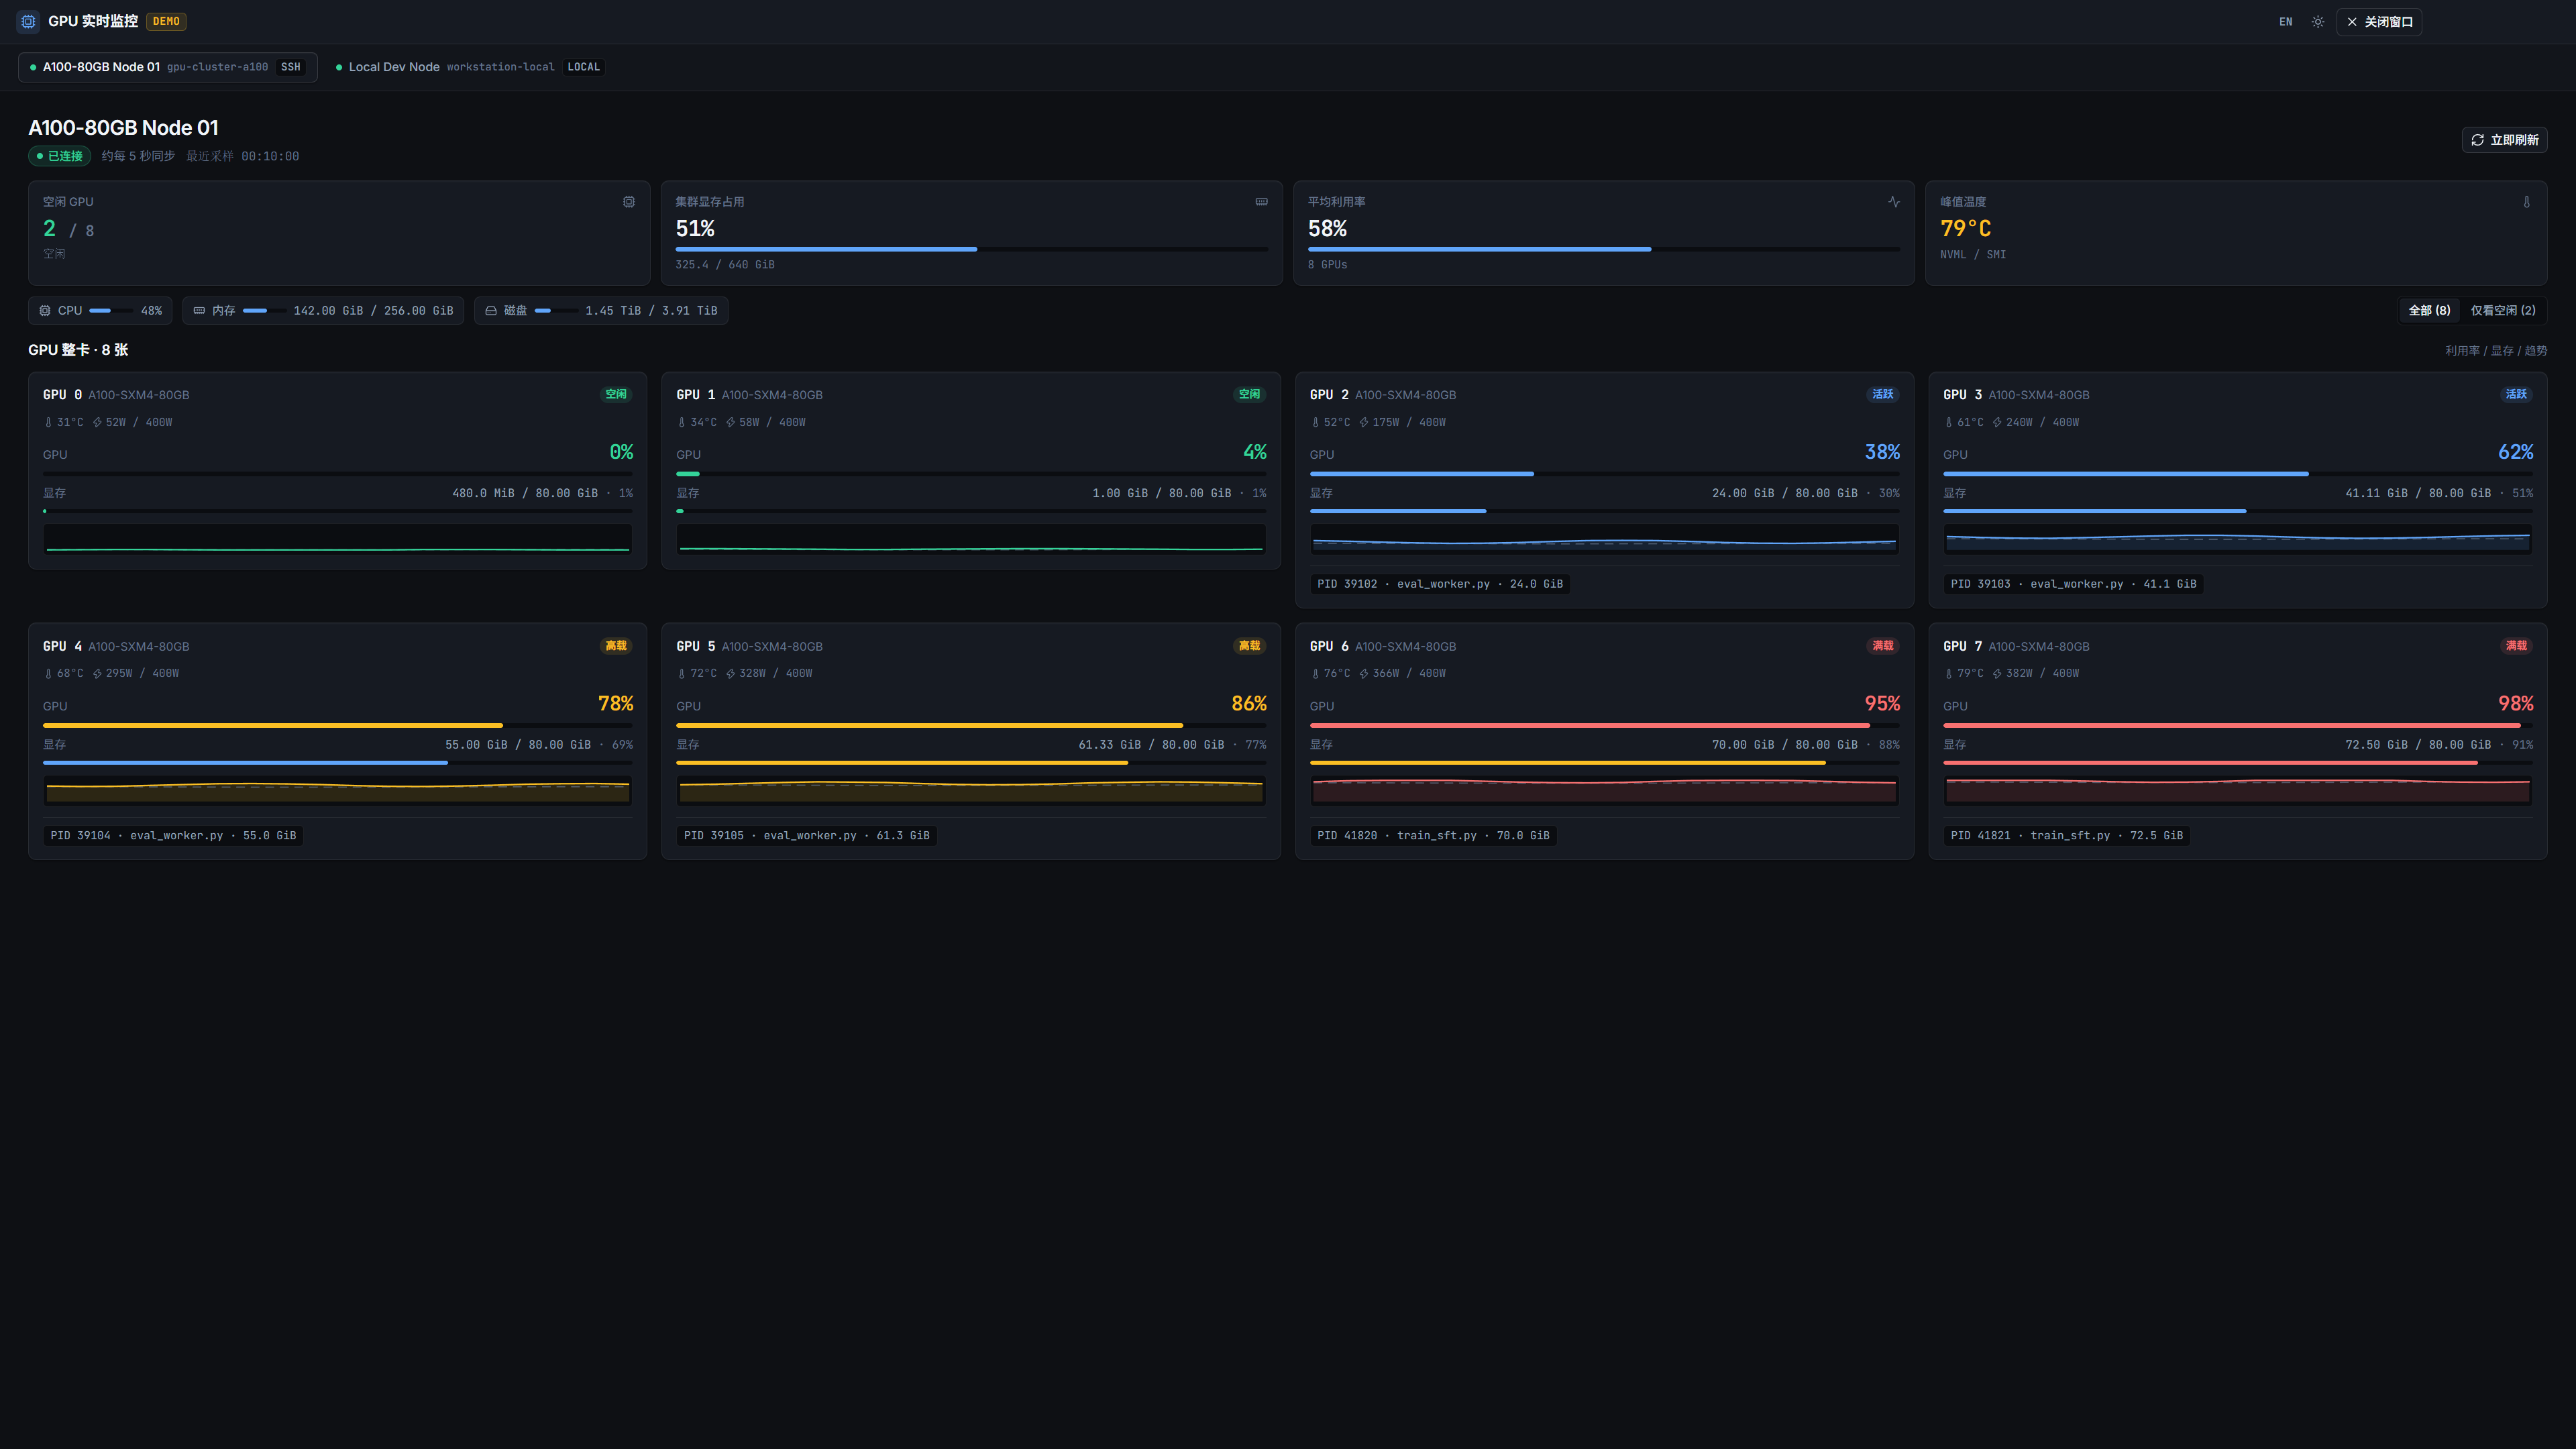 GPU 实时监控 DEMO EN 关闭窗口
A100-80GB Node 01 gpu-cluster-a100 SSH Local Dev Node workstation-local LOCAL
A100-80GB Node 01
已连接 约每 5 秒同步 最近采样 00:10:00 立即刷新
空闲 GPU
2 / 8
空闲
集群显存占用
51%
325.4 / 640 GiB
平均利用率
58%
8 GPUs
峰值温度
79°C
NVML / SMI
CPU 48% 内存 142.00 GiB / 256.00 GiB 磁盘 1.45 TiB / 3.91 TiB 全部 (8) 仅看空闲 (2)
GPU 整卡 · 8 张 利用率 / 显存 / 趋势
GPU 0 A100-SXM4-80GB 空闲
31°C 52W / 400W
GPU 0%
显存 480.0 MiB / 80.00 GiB · 1%
GPU 1 A100-SXM4-80GB 空闲
34°C 58W / 400W
GPU 4%
显存 1.00 GiB / 80.00 GiB · 1%
GPU 2 A100-SXM4-80GB 活跃
52°C 175W / 400W
GPU 38%
显存 24.00 GiB / 80.00 GiB · 30%
PID 39102 · eval_worker.py · 24.0 GiB
GPU 3 A100-SXM4-80GB 活跃
61°C 240W / 400W
GPU 62%
显存 41.11 GiB / 80.00 GiB · 51%
PID 39103 · eval_worker.py · 41.1 GiB
GPU 4 A100-SXM4-80GB 高载
68°C 295W / 400W
GPU 78%
显存 55.00 GiB / 80.00 GiB · 69%
PID 39104 · eval_worker.py · 55.0 GiB
GPU 5 A100-SXM4-80GB 高载
72°C 328W / 400W
GPU 86%
显存 61.33 GiB / 80.00 GiB · 77%
PID 39105 · eval_worker.py · 61.3 GiB
GPU 6 A100-SXM4-80GB 满载
76°C 366W / 400W
GPU 95%
显存 70.00 GiB / 80.00 GiB · 88%
PID 41820 · train_sft.py · 70.0 GiB
GPU 7 A100-SXM4-80GB 满载
79°C 382W / 400W
GPU 98%
显存 72.50 GiB / 80.00 GiB · 91%
PID 41821 · train_sft.py · 72.5 GiB